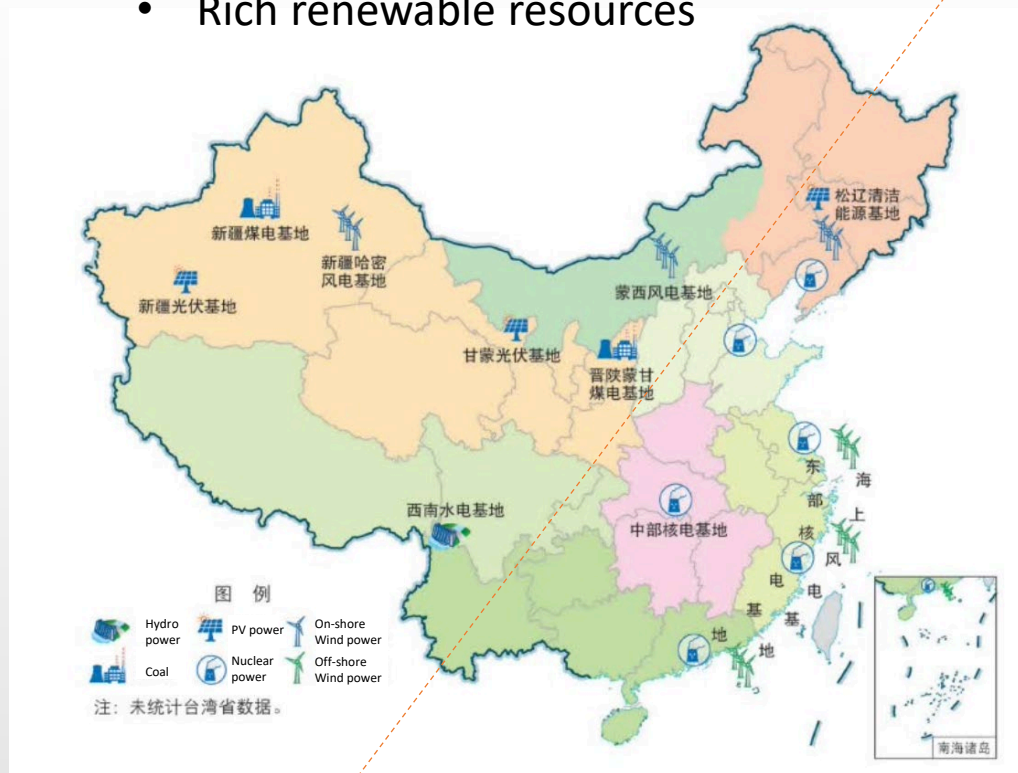 • Rich renewable resources
松辽清洁
能源基地
新疆煤电基地
新疆哈密
风电基地
新疆光伏基地
蒙西风电基地
甘蒙光伏基地
晋陕蒙甘
煤电基地
西南水电基地
中部核电基地
东部核电基地
海上风电基地
图 例
Hydro
power
PV power
On-shore
Wind power
Coal
Nuclear
power
Off-shore
Wind power
注：未统计台湾省数据。
南海诸岛